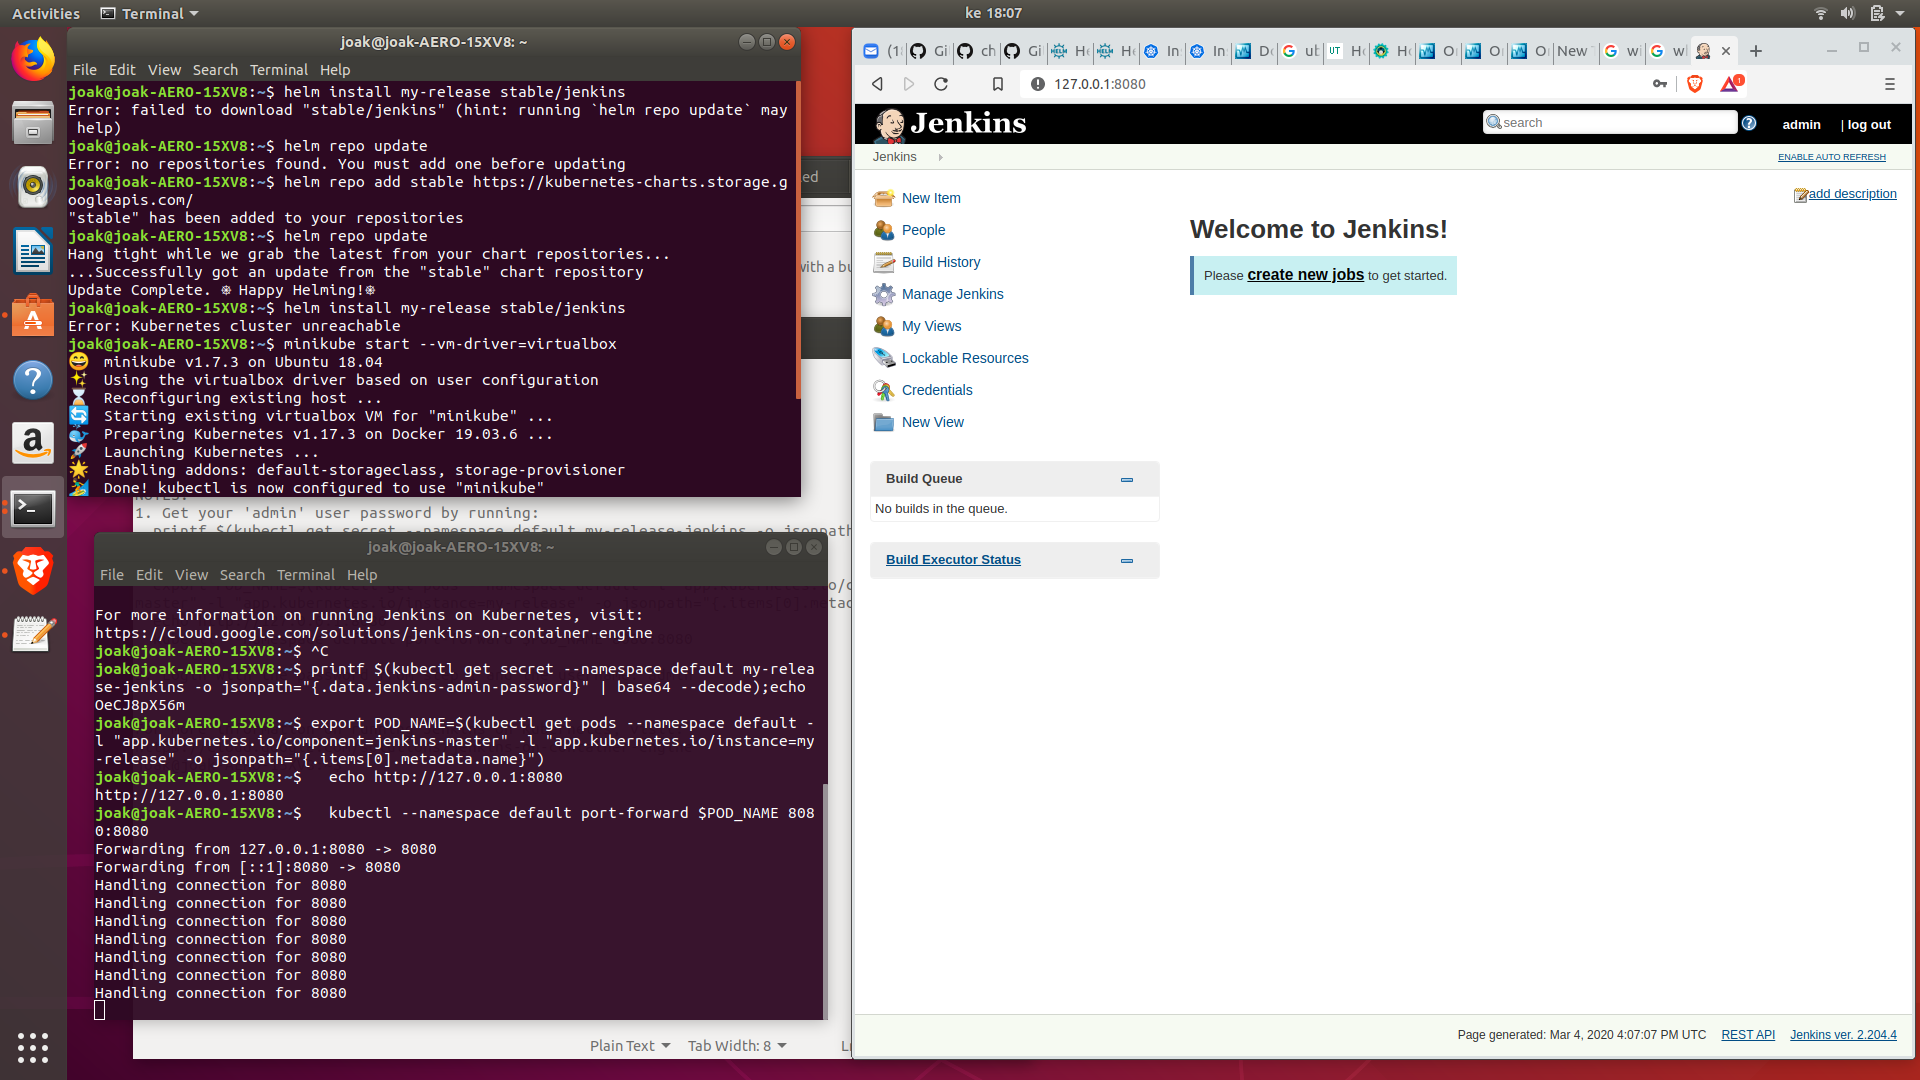 Activities
Terminal
ke 18:07
joak@joak-AERO-15XV8: ~
File Edit View Search Terminal Help
joak@joak-AERO-15XV8:~$ helm install my-release stable/jenkins
Error: failed to download "stable/jenkins" (hint: running `helm repo update` may
 help)
joak@joak-AERO-15XV8:~$ helm repo update
Error: no repositories found. You must add one before updating
joak@joak-AERO-15XV8:~$ helm repo add stable https://kubernetes-charts.storage.g
oogleapis.com/
"stable" has been added to your repositories
joak@joak-AERO-15XV8:~$ helm repo update
Hang tight while we grab the latest from your chart repositories...
...Successfully got an update from the "stable" chart repository
Update Complete. ⎈ Happy Helming!⎈
joak@joak-AERO-15XV8:~$ helm install my-release stable/jenkins
Error: Kubernetes cluster unreachable
joak@joak-AERO-15XV8:~$ minikube start --vm-driver=virtualbox
minikube v1.7.3 on Ubuntu 18.04
Using the virtualbox driver based on user configuration
Reconfiguring existing host ...
Starting existing virtualbox VM for "minikube" ...
Preparing Kubernetes v1.17.3 on Docker 19.03.6 ...
Launching Kubernetes ...
Enabling addons: default-storageclass, storage-provisioner
Done! kubectl is now configured to use "minikube"
1. Get your 'admin' user password by running:
printf $(kubectl get secret --namespace default my-release-jenkins -o jsonpath
joak@joak-AERO-15XV8: ~
File Edit View Search Terminal Help
For more information on running Jenkins on Kubernetes, visit:
https://cloud.google.com/solutions/jenkins-on-container-engine
joak@joak-AERO-15XV8:~$ ^C
joak@joak-AERO-15XV8:~$ printf $(kubectl get secret --namespace default my-relea
se-jenkins -o jsonpath="{.data.jenkins-admin-password}" | base64 --decode);echo
OeCJ8pX56m
joak@joak-AERO-15XV8:~$ export POD_NAME=$(kubectl get pods --namespace default -
l "app.kubernetes.io/component=jenkins-master" -l "app.kubernetes.io/instance=my
-release" -o jsonpath="{.items[0].metadata.name}")
joak@joak-AERO-15XV8:~$   echo http://127.0.0.1:8080
http://127.0.0.1:8080
joak@joak-AERO-15XV8:~$   kubectl --namespace default port-forward $POD_NAME 808
0:8080
Forwarding from 127.0.0.1:8080 -> 8080
Forwarding from [::1]:8080 -> 8080
Handling connection for 8080
Handling connection for 8080
Handling connection for 8080
Handling connection for 8080
Handling connection for 8080
Handling connection for 8080
Handling connection for 8080
Plain Text
Tab Width: 8
127.0.0.1:8080
Jenkins
search
admin
| log out
Jenkins
ENABLE AUTO REFRESH
New Item
People
Build History
Manage Jenkins
My Views
Lockable Resources
Credentials
New View
add description
Welcome to Jenkins!
Please create new jobs to get started.
Build Queue
No builds in the queue.
Build Executor Status
Page generated: Mar 4, 2020 4:07:07 PM UTC
REST API
Jenkins ver. 2.204.4